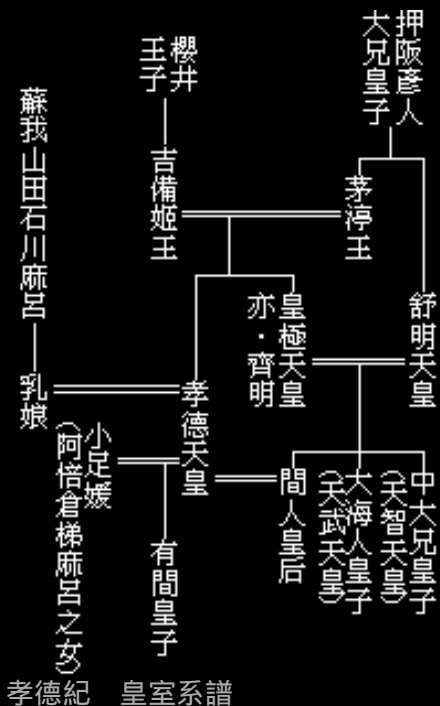 押阪彥人
大兄皇子
櫻井
王子
蘇我山田石川麻呂
吉備姬王
茅渟王
舒明天皇
皇極天皇
亦・齊明
乳娘
孝德天皇
小足媛
(阿倍倉梯麻呂之女)
間人皇后
中大兄皇子
(天智天皇)
大海人皇子
(天武天皇)
有間皇子
孝德紀　皇室系譜